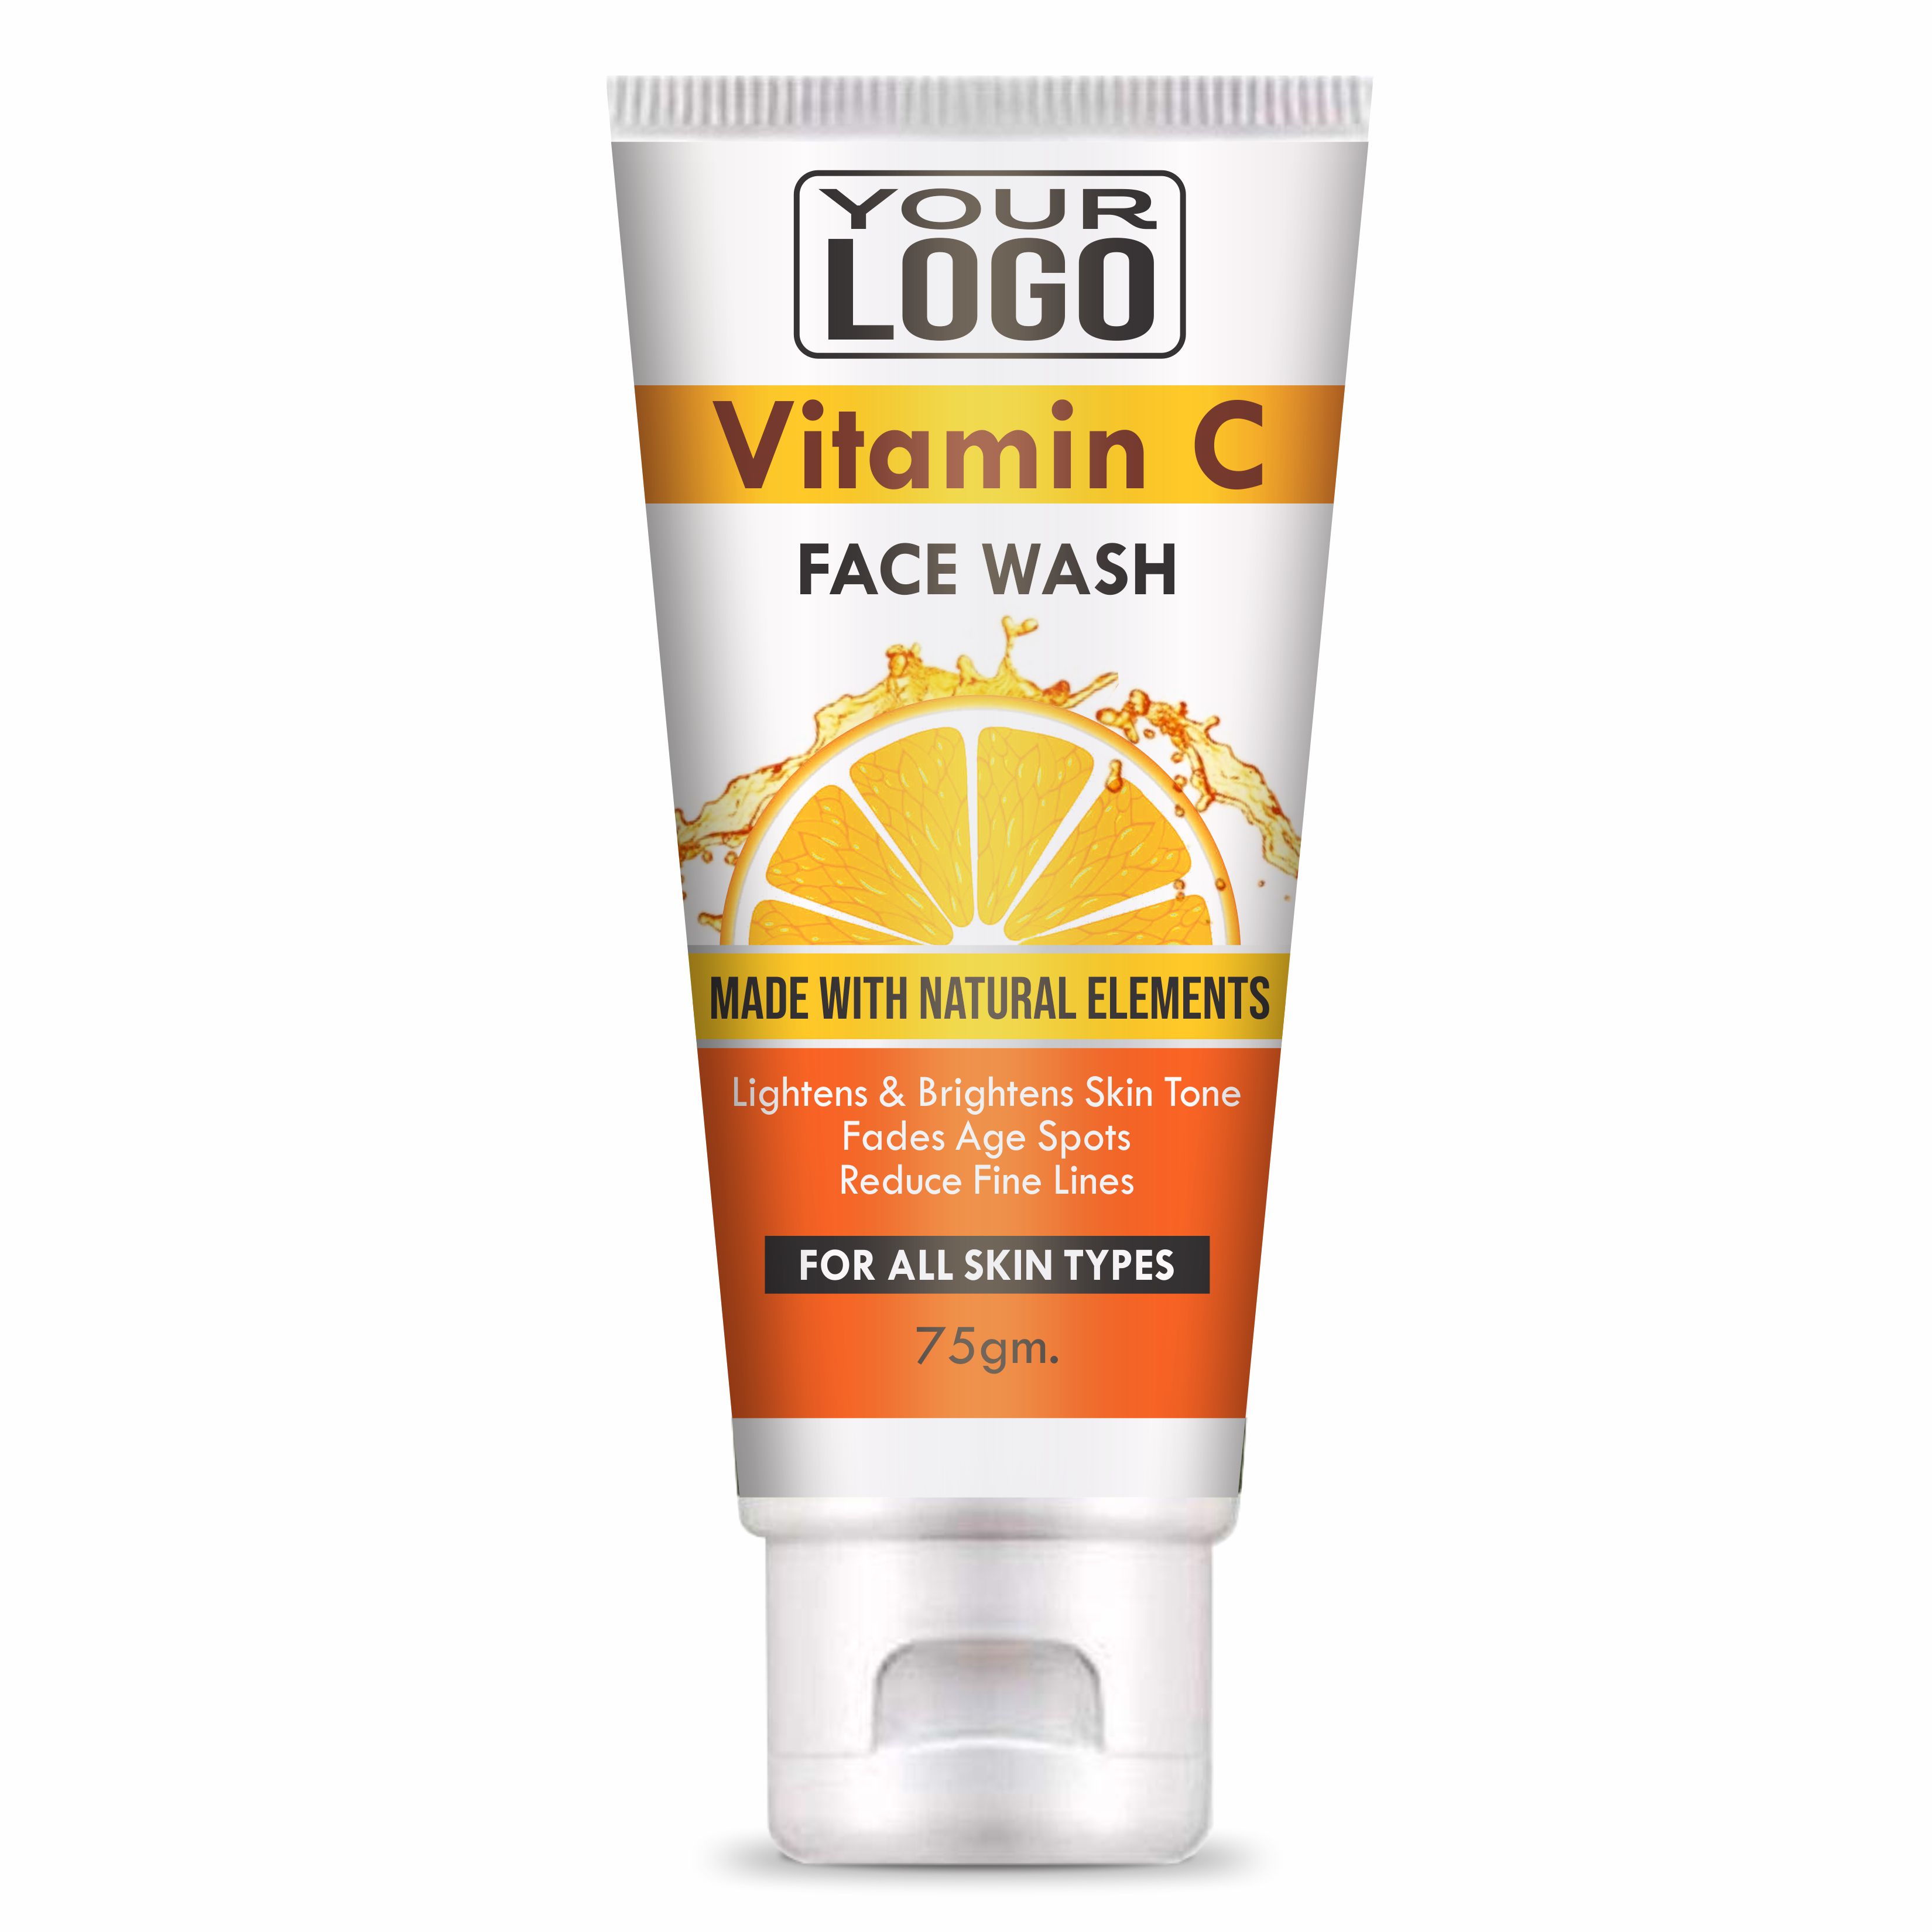 YOUR
LOGO
Vitamin C
FACE WASH
MADE WITH NATURAL ELEMENTS
Lightens & Brightens Skin Tone
Fades Age Spots
Reduce Fine Lines
FOR ALL SKIN TYPES
75gm.